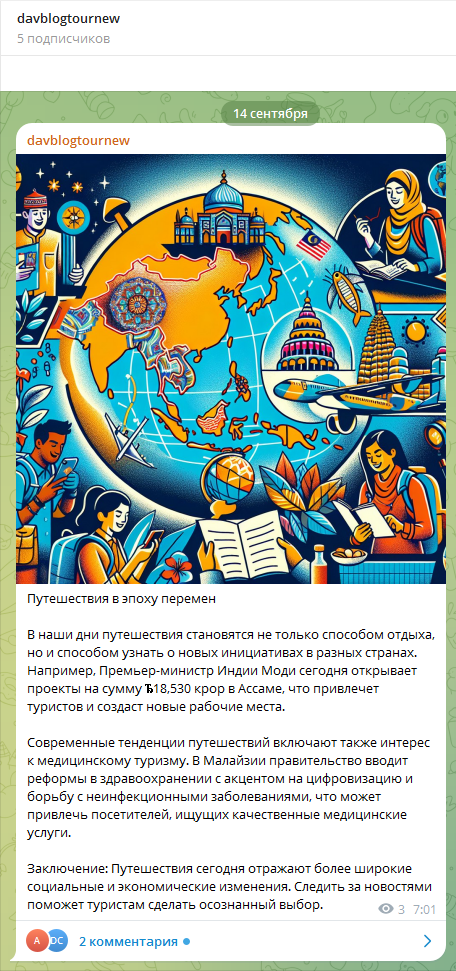 davblogtournew
5 подписчиков
14 сентября
davblogtournew
Путешествия в эпоху перемен
В наши дни путешествия становятся не только способом отдыха,
но и способом узнать о новых инициативах в разных странах.
Например, Премьер-министр Индии Моди сегодня открывает
проекты на сумму ₹18,530 крор в Ассаме, что привлечет
туристов и создаст новые рабочие места.
Современные тенденции путешествий включают также интерес
к медицинскому туризму. В Малайзии правительство вводит
реформы в здравоохранении с акцентом на цифровизацию и
борьбу с неинфекционными заболеваниями, что может
привлечь посетителей, ищущих качественные медицинские
услуги.
Заключение: Путешествия сегодня отражают более широкие
социальные и экономические изменения. Следить за новостями
поможет туристам сделать осознанный выбор.
3 7:01
A DC 2 комментария